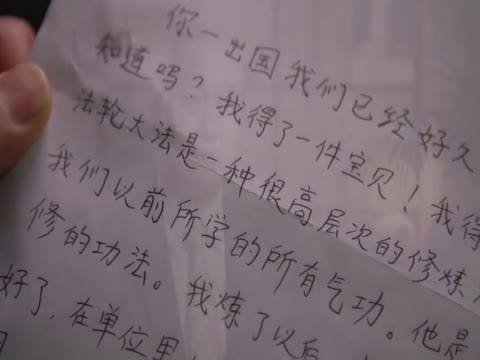 你一出国我们已经好久
知道吗？我得了一件宝贝！我得
法轮大法是一种很高层次的修炼
我们以前所学的所有气功。他是
修的功法。我炼了以后
好了，在单位里